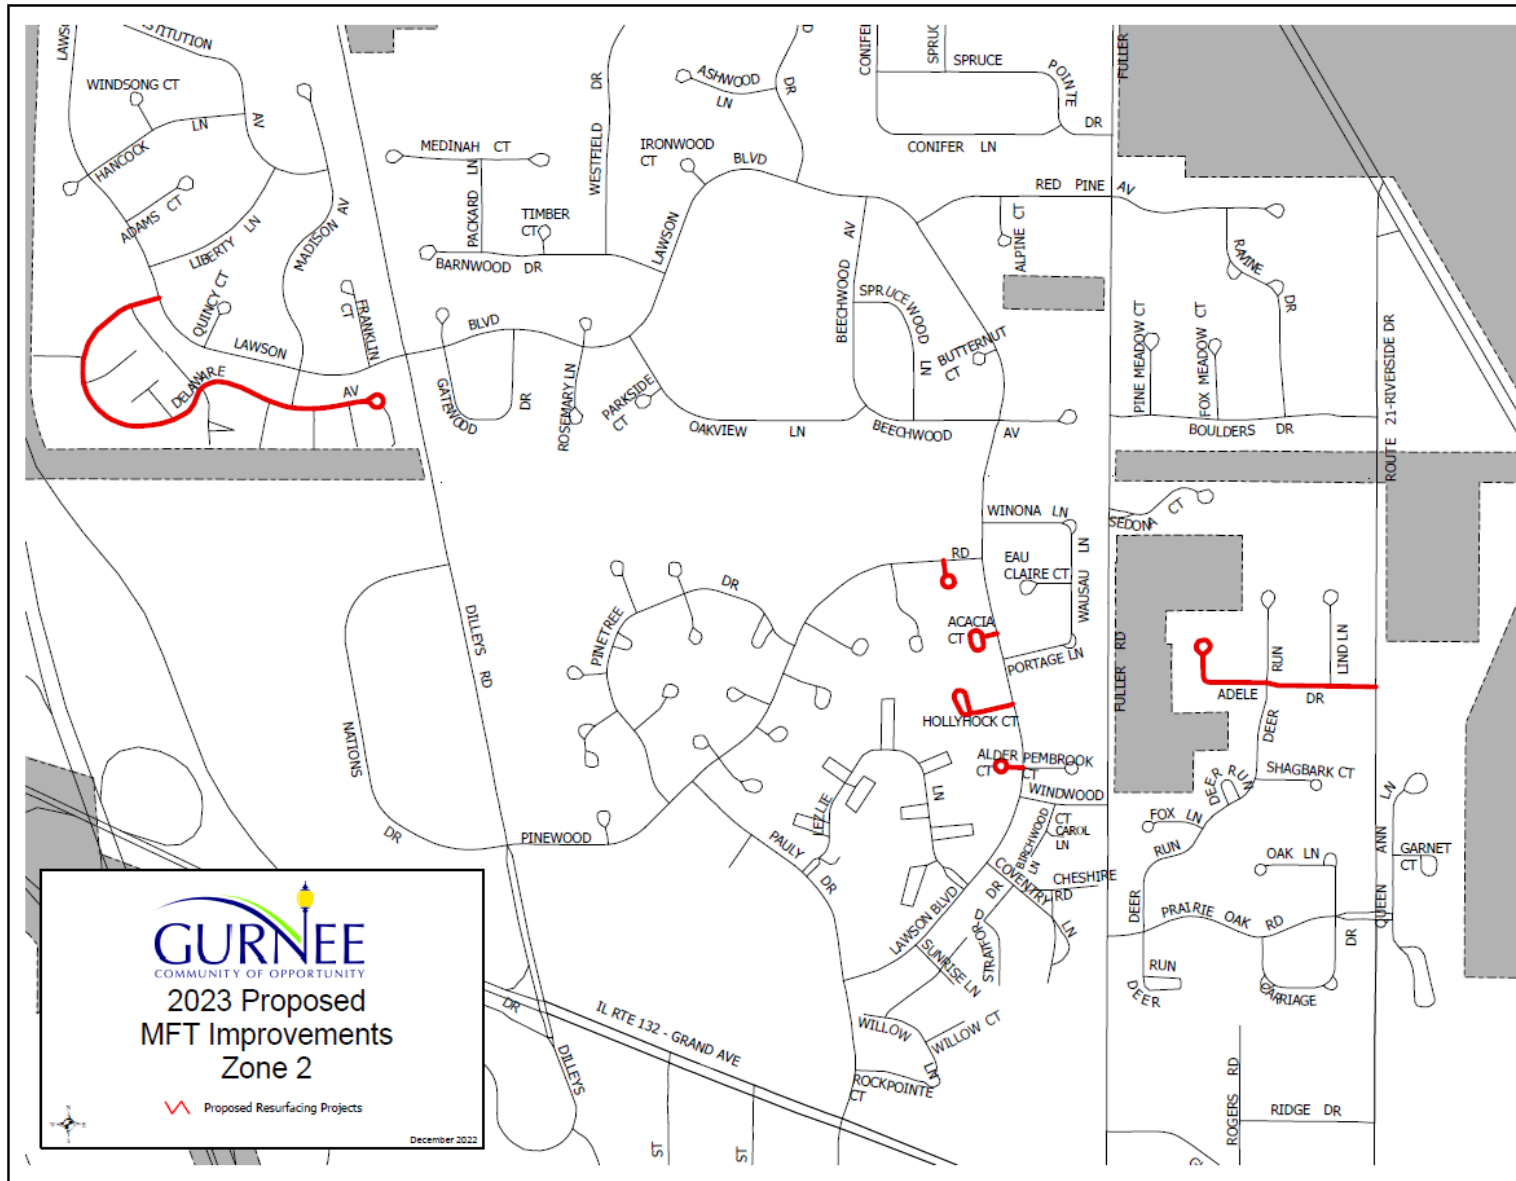 LAWSO
STITUTION
AV
WINDSONG CT
HANCOCK LN
ADAMS CT
LIBERTY LN
MADISON AV
QUINCY CT
FRANKLIN CT
LAWSON BLVD
DELAWARE AV
MEDINAH CT
PACKARD LN
TIMBER
CT
BARNWOOD DR
WESTFIELD DR
ASHWOOD
LN
DR
D
IRONWOOD
CT
BLVD
LAWSON
CONIFER
SPRUC
SPRUCE
POINTE
DR
CONIFER LN
FULLER
RED PINE AV
ALPINE CT
RAVINE
DR
BEECHWOOD AV
SPRUCEWOOD
LN
BUTTERNUT
CT
GATEWOOD
DR
ROSEMARY LN
PARKSIDE
CT
OAKVIEW LN
BEECHWOOD AV
PINE MEADOW CT
FOX MEADOW CT
BOULDERS DR
ROUTE 21-RIVERSIDE DR
SEDONA CT
WINONA LN
EAU
CLAIRE CT
WAUSAU LN
PORTAGE LN
RD
ACACIA
CT
HOLLYHOCK CT
ALDER
CT
PEMBROOK
CT
WINDWOOD
CT
CAROL
LN
BIRCHWOOD
LN
COVENTRY
LN
CHESHIRE
RD
FULLER RD
ADELE DR
DEER RUN
LIND LN
DEER RUN
SHAGBARK CT
FOX LN
DEER RUN
OAK LN
QUEEN ANN LN
GARNET
CT
PRAIRIE OAK RD
DR
CARRIAGE
DEER
RUN
DILLEYS RD
NATIONS
DR
PINETREE DR
PINEWOOD
PAULY DR
LEZLIE
LN
LAWSON BLVD
STRATFORD
DR
SUNRISE LN
WILLOW
LN
WILLOW CT
ROCKPOINTE
CT
IL RTE 132 - GRAND AVE
DR
DILLEYS
ST
ST
ROGERS RD
RIDGE DR
GURNEE
COMMUNITY OF OPPORTUNITY
2023 Proposed
MFT Improvements
Zone 2
Proposed Resurfacing Projects
December 2022